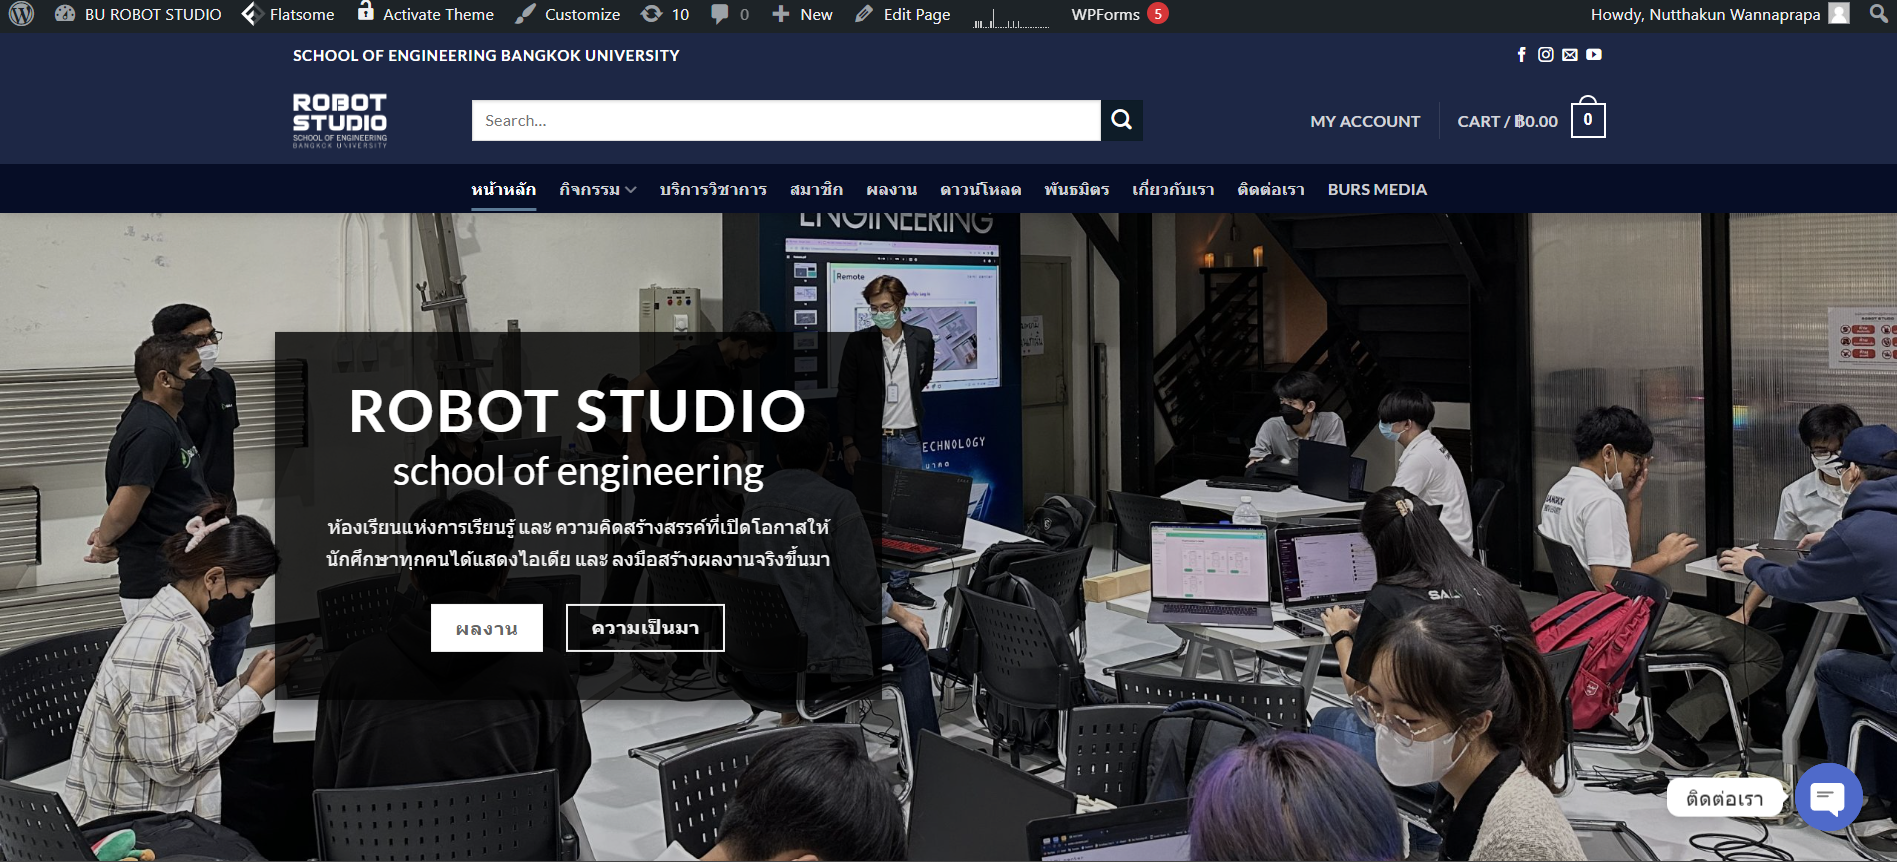 BU ROBOT STUDIO Flatsome Activate Theme Customize 10 0 New Edit Page WPForms 5 Howdy, Nutthakun Wannaprapa
SCHOOL OF ENGINEERING BANGKOK UNIVERSITY
ROBOT
STUDIO
SCHOOL OF ENGINEERING
BANGKOK UNIVERSITY
Search...
MY ACCOUNT
CART / ฿0.00
0
หน้าหลัก กิจกรรม บริการวิชาการ สมาชิก ผลงาน ดาวน์โหลด พันธมิตร เกี่ยวกับเรา ติดต่อเรา BURS MEDIA
ENGINEERING
Remote
ROBOT STUDIO
school of engineering
ห้องเรียนแห่งการเรียนรู้ และ ความคิดสร้างสรรค์ที่เปิดโอกาสให้
นักศึกษาทุกคนได้แสดงไอเดีย และ ลงมือสร้างผลงานจริงขึ้นมา
ผลงาน ความเป็นมา
ติดต่อเรา